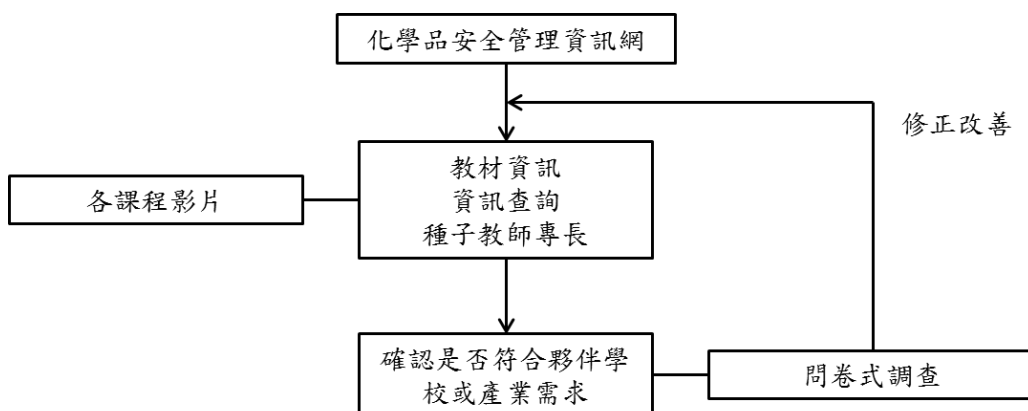 化學品安全管理資訊網
修正改善
教材資訊
資訊查詢
種子教師專長
各課程影片
確認是否符合夥伴學
校或產業需求
問卷式調查